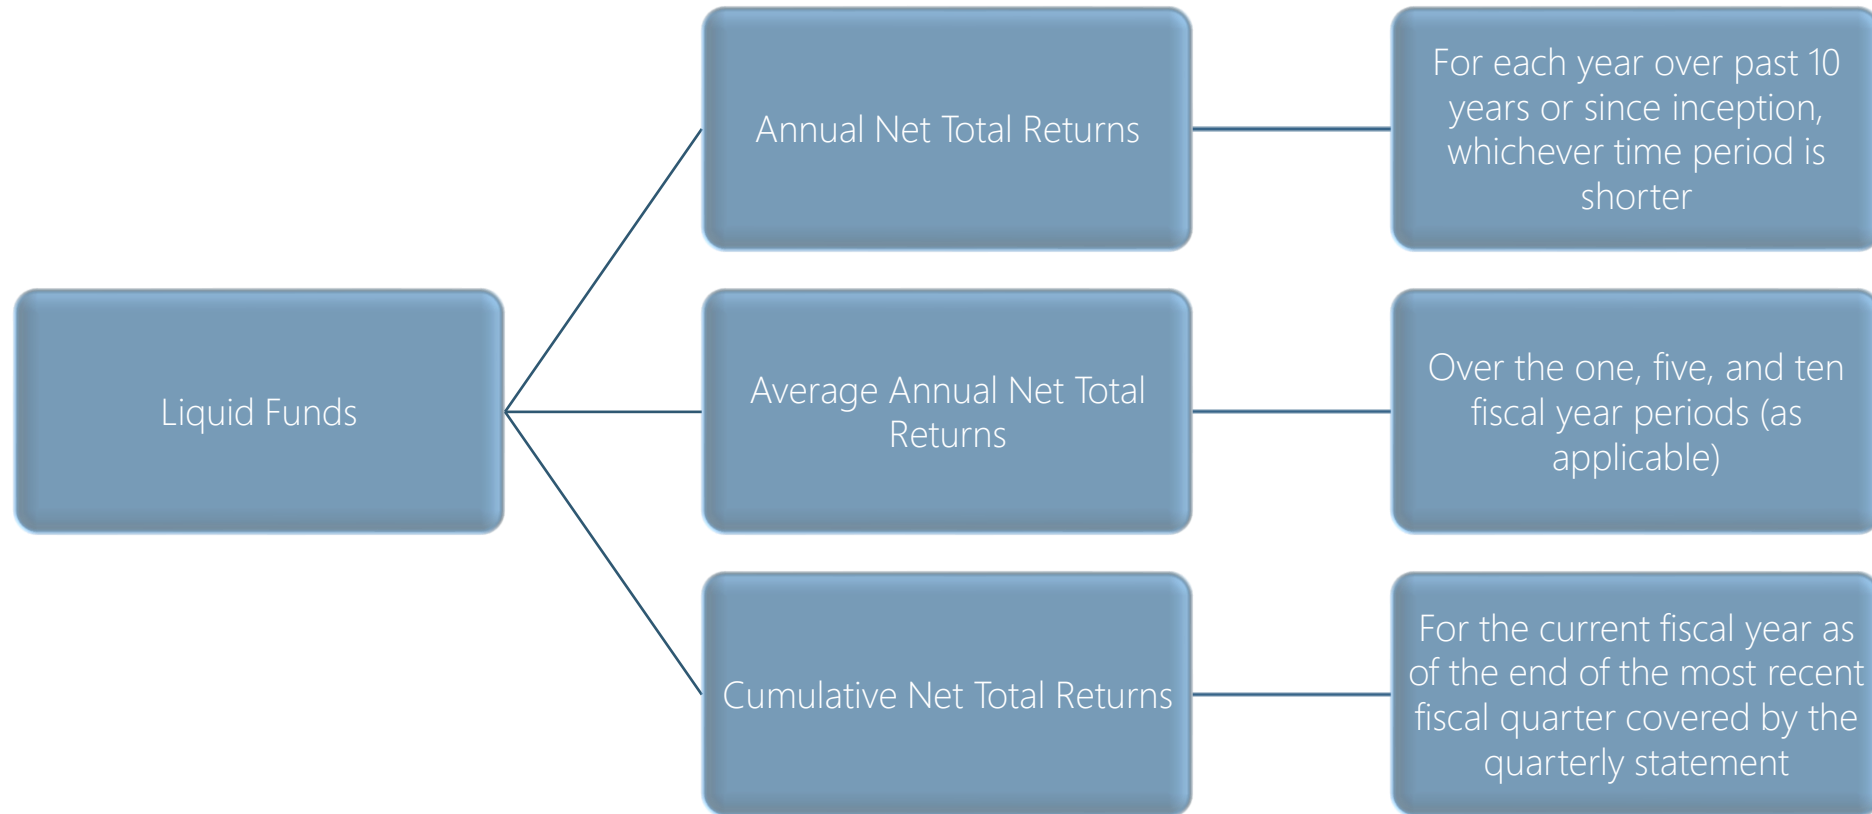 Liquid Funds
Annual Net Total Returns
For each year over past 10
years or since inception,
whichever time period is
shorter
Average Annual Net Total
Returns
Over the one, five, and ten
fiscal year periods (as
applicable)
Cumulative Net Total Returns
For the current fiscal year as
of the end of the most recent
fiscal quarter covered by the
quarterly statement